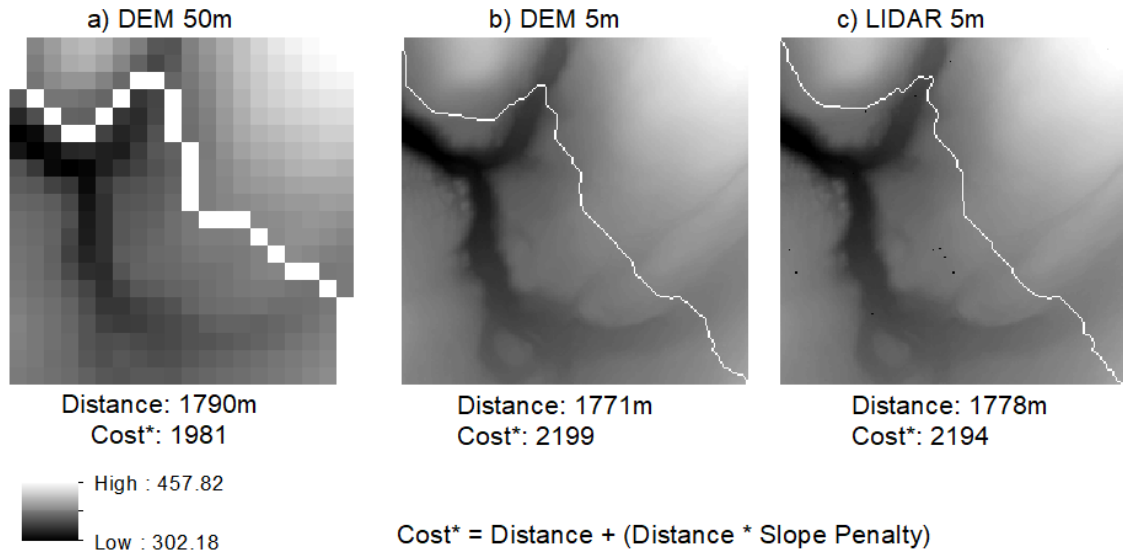 a) DEM 50m
b) DEM 5m
c) LIDAR 5m
Distance: 1790m
Cost*: 1981
Distance: 1771m
Cost*: 2199
Distance: 1778m
Cost*: 2194
High : 457.82
Low : 302.18
Cost* = Distance + (Distance * Slope Penalty)